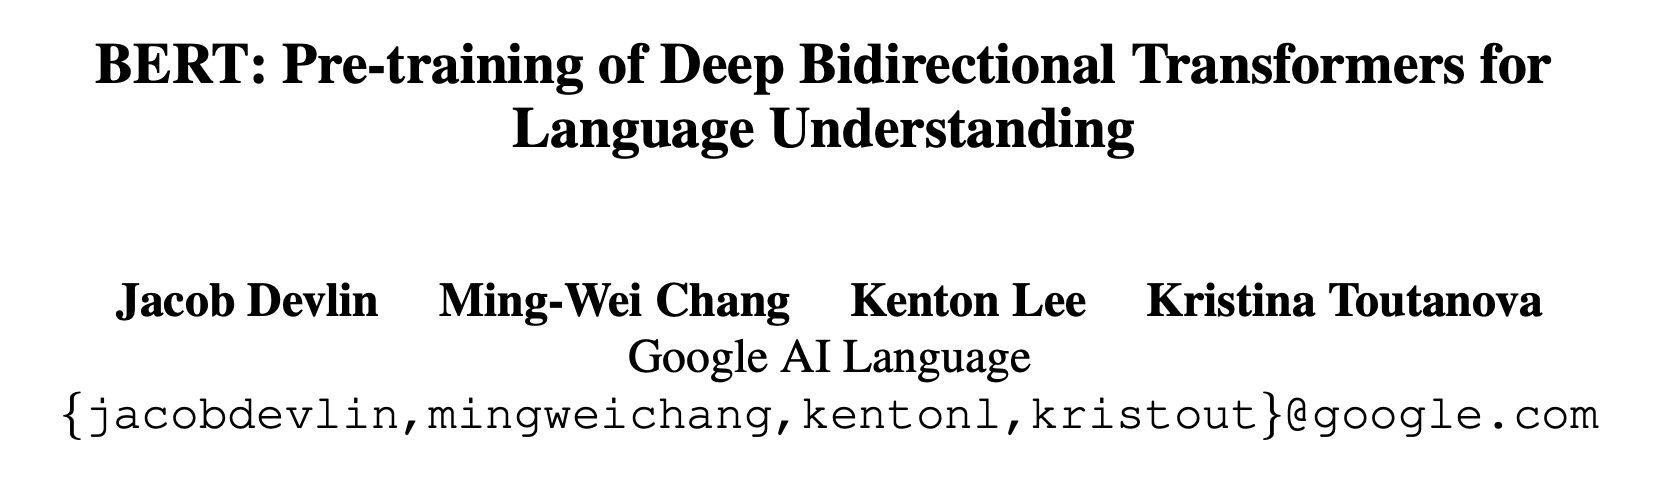 BERT: Pre-training of Deep Bidirectional Transformers for
Language Understanding
Jacob Devlin Ming-Wei Chang Kenton Lee Kristina Toutanova
Google AI Language
{jacobdevlin,mingweichang,kentonl,kristout}@google.com